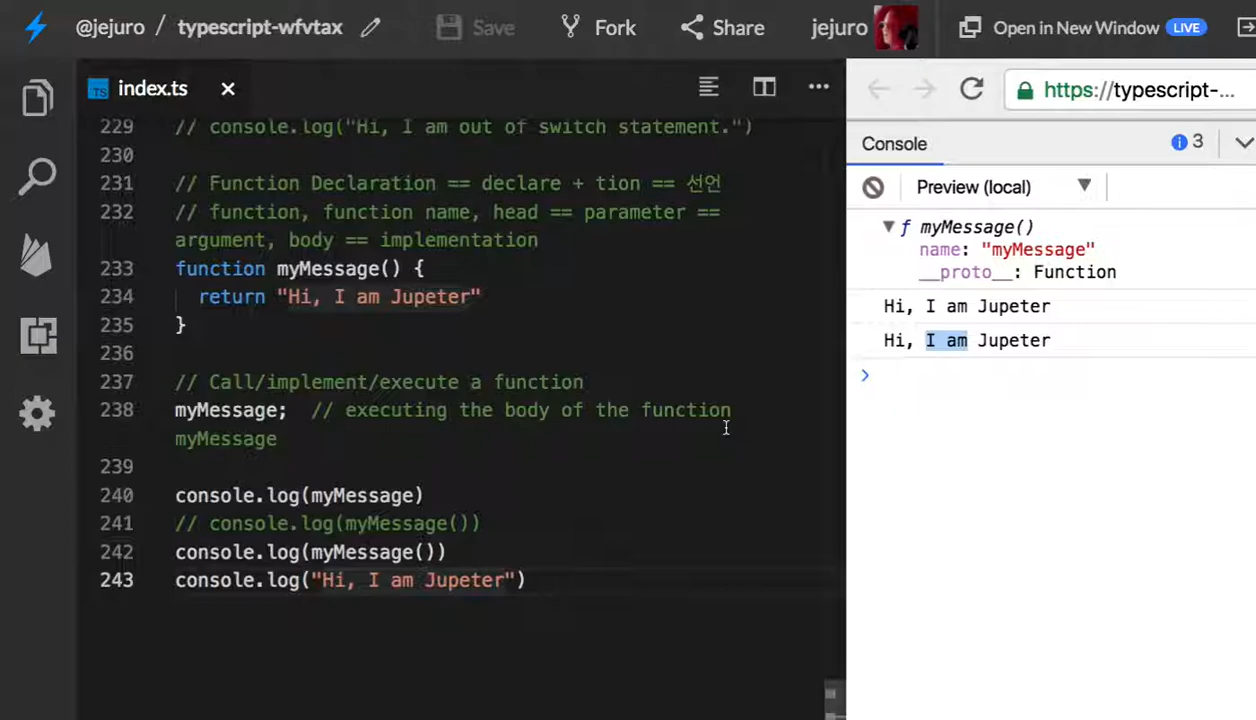 @jejuro / typescript-wfvtax Save Fork Share jejuro Open in New Window LIVE
TS index.ts ×
https://typescript-...
229 // console.log("Hi, I am out of switch statement.")
230
231 // Function Declaration == declare + tion == 선언
232 // function, function name, head == parameter ==
argument, body == implementation
233 function myMessage() {
234 return "Hi, I am Jupeter"
235 }
236
237 // Call/implement/execute a function
238 myMessage; // executing the body of the function
myMessage
239
240 console.log(myMessage)
241 // console.log(myMessage())
242 console.log(myMessage())
243 console.log("Hi, I am Jupeter")
Console 3
Preview (local)
▼ ƒ myMessage()
name: "myMessage"
__proto__: Function
Hi, I am Jupeter
Hi, I am Jupeter
>